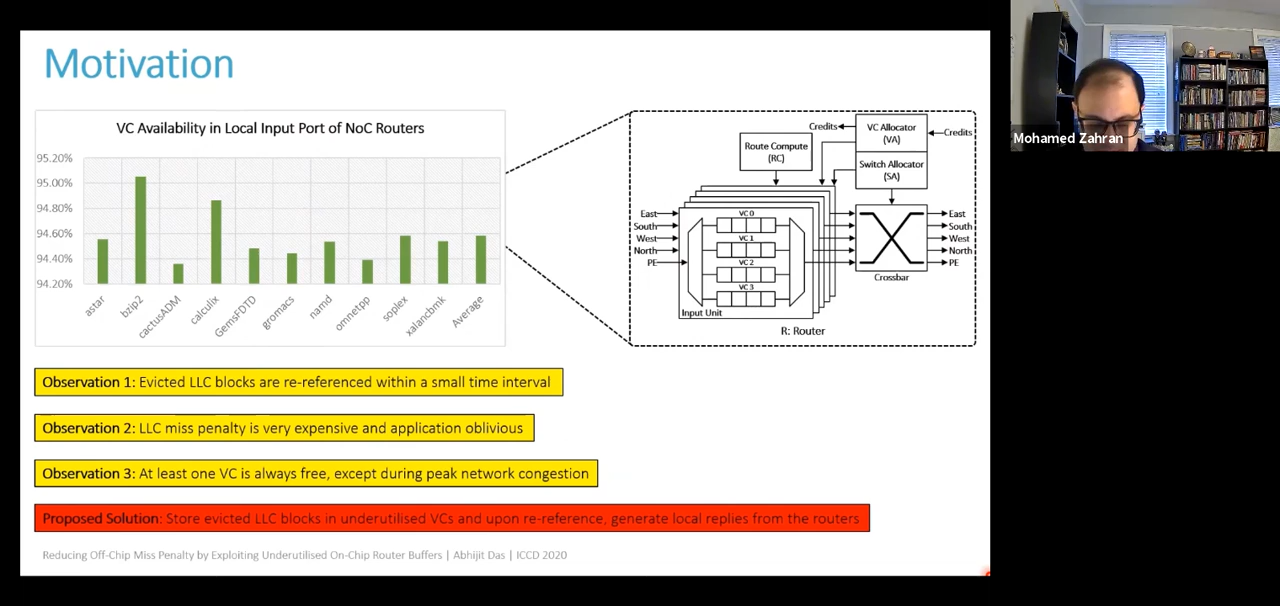 Motivation
VC Availability in Local Input Port of NoC Routers
95.20%
95.00%
94.80%
94.60%
94.40%
94.20%
astar
bzip2
cactusADM
calculix
GemsFDTD
gromacs
namd
omnetpp
soplex
xalancbmk
Average
Credits
VC Allocator
(VA)
Credits
Route Compute
(RC)
Switch Allocator
(SA)
East
South
West
North
PE
VC 0
VC 1
VC 2
VC 3
Input Unit
East
South
West
North
PE
Crossbar
R: Router
Observation 1: Evicted LLC blocks are re-referenced within a small time interval
Observation 2: LLC miss penalty is very expensive and application oblivious
Observation 3: At least one VC is always free, except during peak network congestion
Proposed Solution: Store evicted LLC blocks in underutilised VCs and upon re-reference, generate local replies from the routers
Reducing Off-Chip Miss Penalty by Exploiting Underutilised On-Chip Router Buffers | Abhijit Das | ICCD 2020
Mohamed Zahran